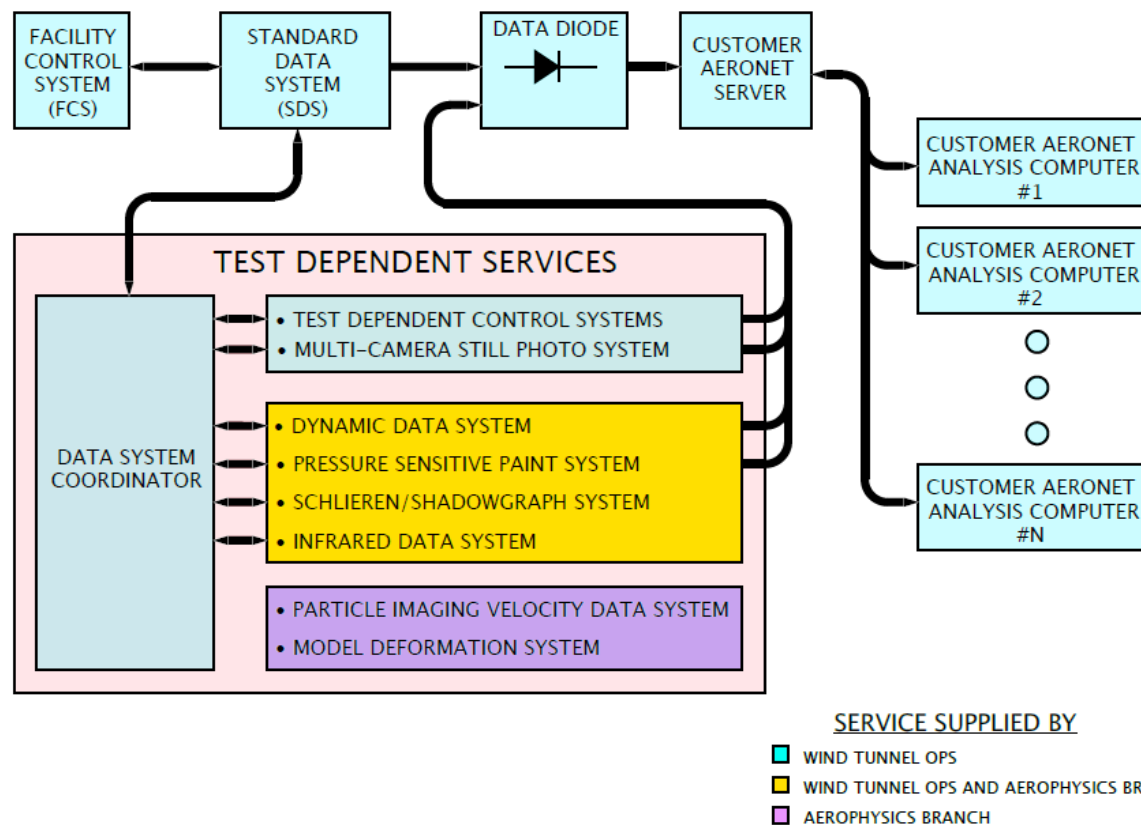 FACILITY
CONTROL
SYSTEM
(FCS)
STANDARD
DATA
SYSTEM
(SDS)
DATA DIODE
CUSTOMER
AERONET
SERVER
CUSTOMER AERONET
ANALYSIS COMPUTER
#1
CUSTOMER AERONET
ANALYSIS COMPUTER
#2
CUSTOMER AERONET
ANALYSIS COMPUTER
#N
TEST DEPENDENT SERVICES
DATA SYSTEM
COORDINATOR
• TEST DEPENDENT CONTROL SYSTEMS
• MULTI-CAMERA STILL PHOTO SYSTEM
• DYNAMIC DATA SYSTEM
• PRESSURE SENSITIVE PAINT SYSTEM
• SCHLIEREN/SHADOWGRAPH SYSTEM
• INFRARED DATA SYSTEM
• PARTICLE IMAGING VELOCITY DATA SYSTEM
• MODEL DEFORMATION SYSTEM
SERVICE SUPPLIED BY
WIND TUNNEL OPS
WIND TUNNEL OPS AND AEROPHYSICS BR
AEROPHYSICS BRANCH